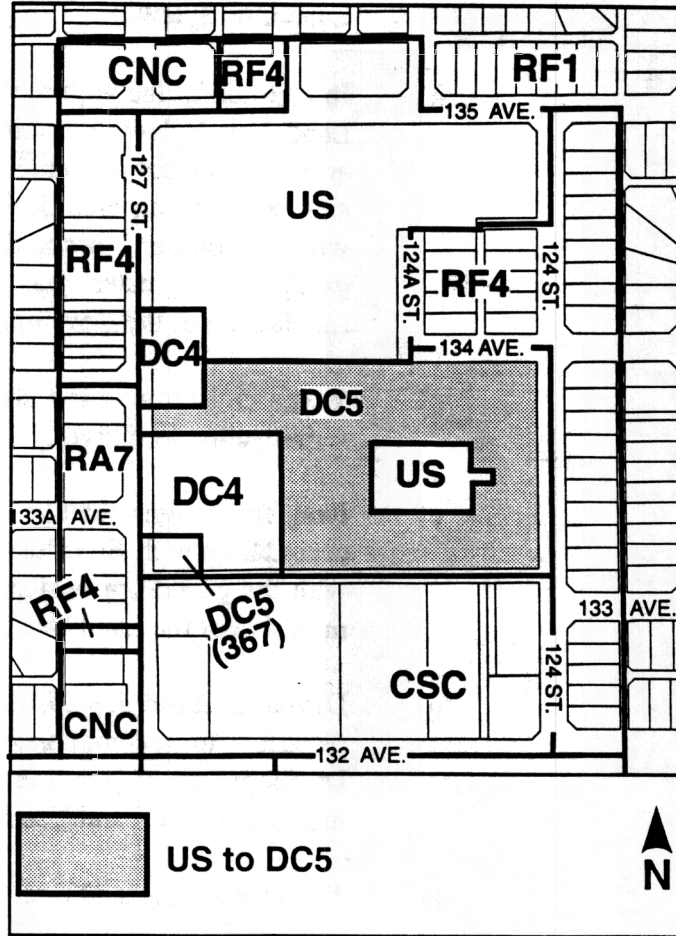 CNC
RF4
RF1
135 AVE.
127 ST.
US
RF4
124A ST.
RF4
124 ST.
DC4
134 AVE.
DC5
RA7
US
DC4
133A AVE.
RF4
DC5
(367)
133 AVE.
CSC
124 ST.
CNC
132 AVE.
US to DC5
N